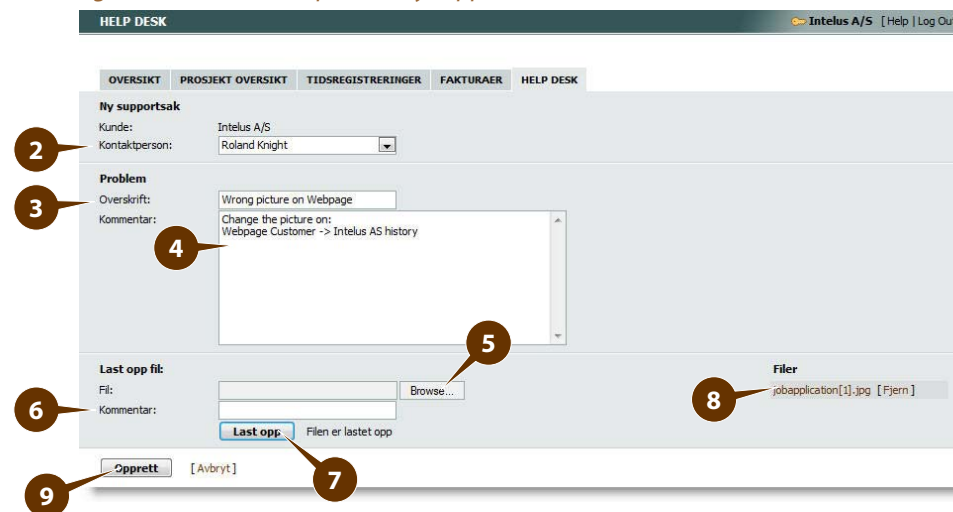 HELP DESK
Intelus A/S [ Help | Log Out
OVERSIKT PROSJEKT OVERSIKT TIDSREGISTRERINGER FAKTURAER HELP DESK
Ny supportsak
Kunde: Intelus A/S
2 Kontaktperson: Roland Knight
Problem
3 Overskrift: Wrong picture on Webpage
Kommentar: Change the picture on:
Webpage Customer -> Intelus AS history
4
5
Last opp fil: Filer
Fil: Browse... 8 jobapplication[1].jpg [ Fjern ]
6 Kommentar:
Last opp Filen er lastet opp
7
Opprett [ Avbryt ]
9